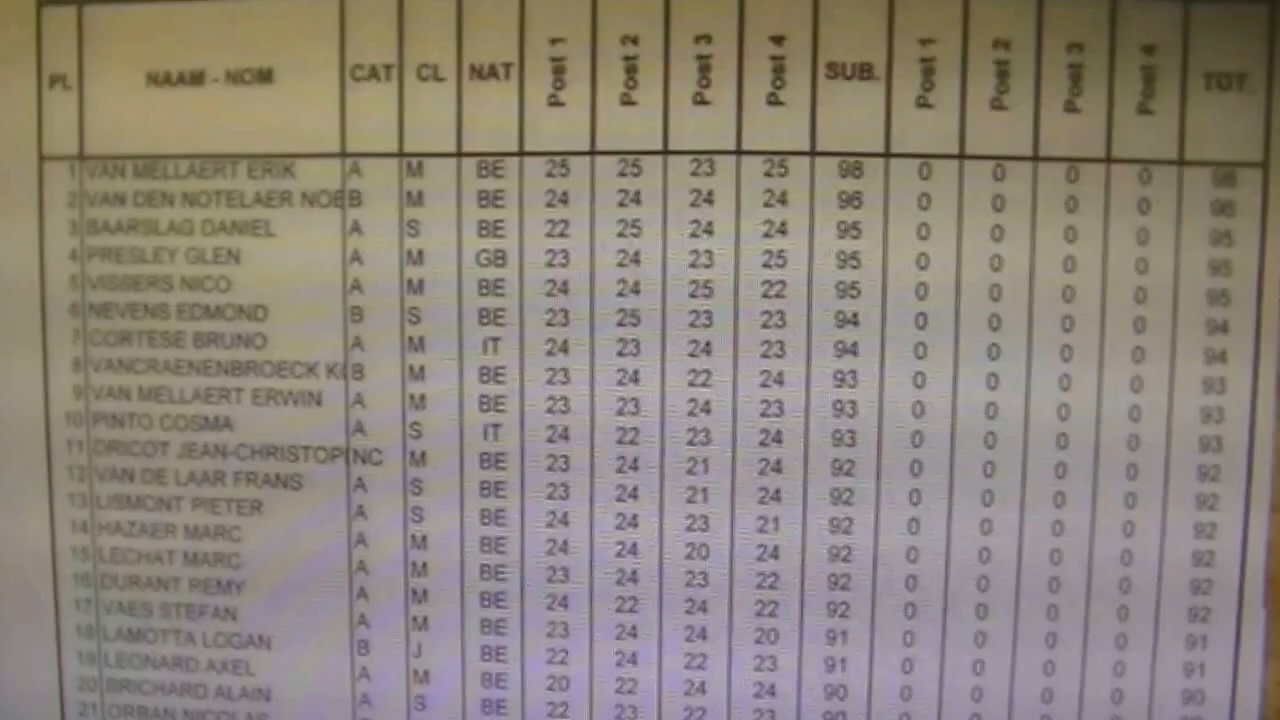 PL NAAM - NOM CAT CL NAT Post 1 Post 2 Post 3 Post 4 SUB. Post 1 Post 2 Post 3 Post 4 TOT.
1 VAN MELLAERT ERIK A M BE 25 25 23 25 98 0 0 0 0 98
2 VAN DEN NOTELAER NOE B M BE 24 24 24 24 96 0 0 0 0 96
3 BAARSLAG DANIEL A S BE 22 25 24 24 95 0 0 0 0 95
4 PRESLEY GLEN A M GB 23 24 23 25 95 0 0 0 0 95
5 VISSERS NICO A M BE 24 24 25 22 95 0 0 0 0 95
6 NEVENS EDMOND B S BE 23 25 23 23 94 0 0 0 0 94
7 CORTESE BRUNO A M IT 24 23 24 23 94 0 0 0 0 94
8 VANCRAENENBROECK K B M BE 23 24 22 24 93 0 0 0 0 93
9 VAN MELLAERT ERWIN A M BE 23 23 24 23 93 0 0 0 0 93
10 PINTO COSMA A S IT 24 22 23 24 93 0 0 0 0 93
11 DRICOT JEAN-CHRISTOP NC M BE 23 24 21 24 92 0 0 0 0 92
12 VAN DE LAAR FRANS A S BE 23 24 21 24 92 0 0 0 0 92
13 LISMONT PIETER A S BE 24 24 23 21 92 0 0 0 0 92
14 HAZAER MARC A M BE 24 24 20 24 92 0 0 0 0 92
15 LECHAT MARC A M BE 23 24 23 22 92 0 0 0 0 92
16 DURANT REMY A M BE 24 22 24 22 92 0 0 0 0 92
17 VAES STEFAN A M BE 23 24 24 20 91 0 0 0 0 91
18 LAMOTTA LOGAN B J BE 22 24 22 23 91 0 0 0 0 91
19 LEONARD AXEL A M BE 20 22 24 24 90 0 0 0 0 90
20 BRICHARD ALAIN A S BE 22 23 22 23 90
21 ORBAN NICOLAS